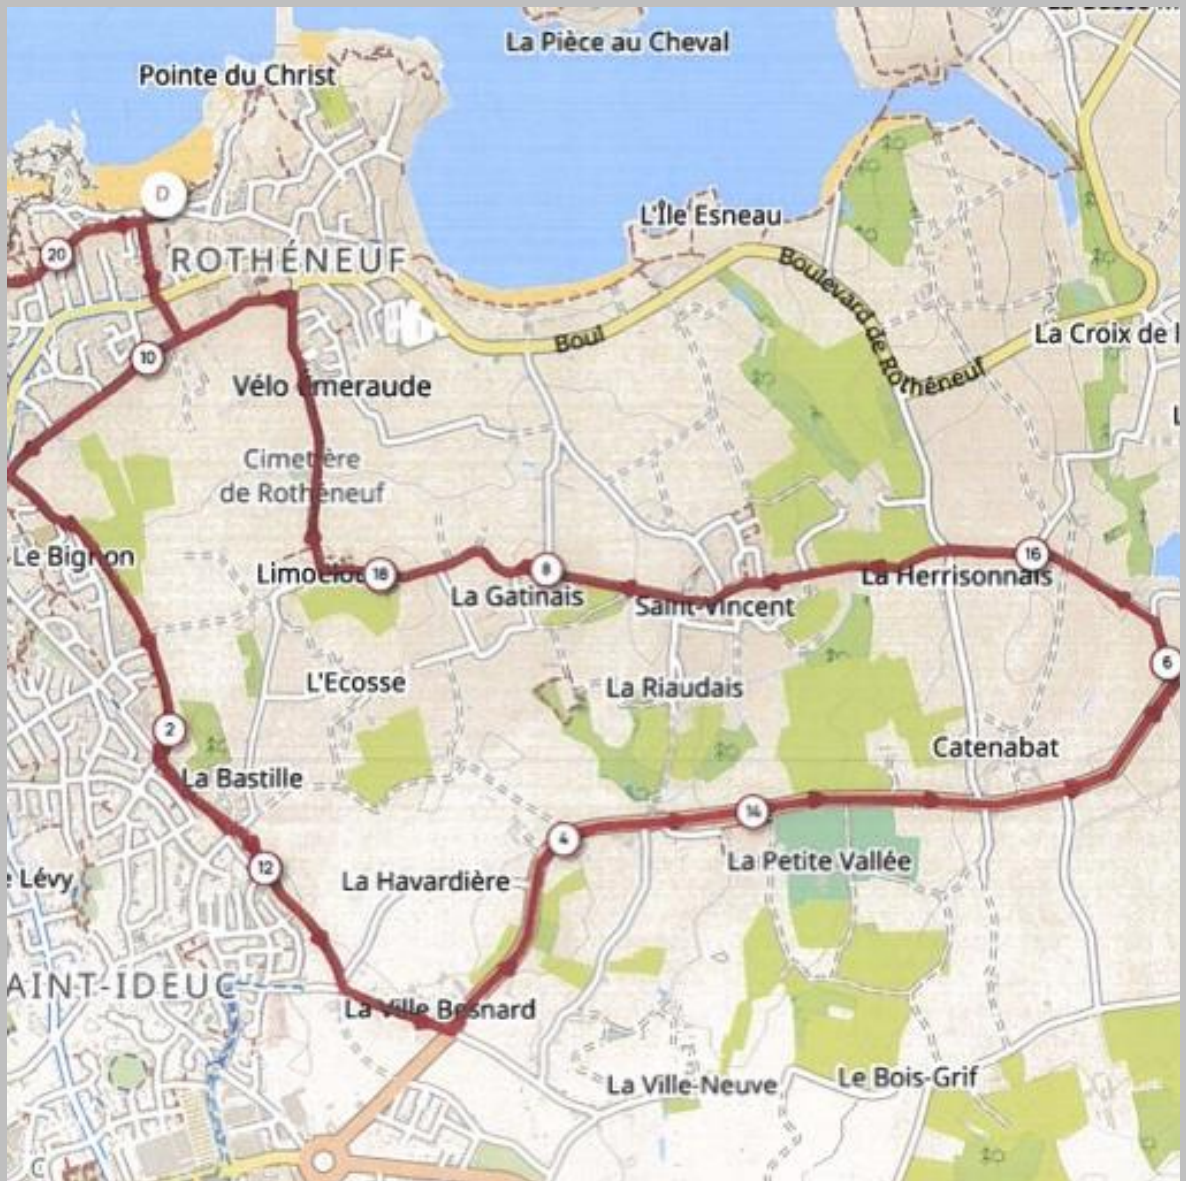 La Pièce au Cheval
Pointe du Christ
D
L'Île Esneau
20
ROTHÉNEUF
Boulevard de Rothéneuf
Boul
La Croix de
10
Vélo Émeraude
Cimetière
de Rothéneuf
Le Bignon
16
Limoëlou
18
8
La Herrisonnais
La Gatinais
Saint-Vincent
6
L'Ecosse
La Riaudais
2
Catenabat
La Bastille
14
4
La Petite Vallée
12
Lévy
La Havardière
AINT-IDEUC
La Ville Besnard
La Ville-Neuve
Le Bois-Grif